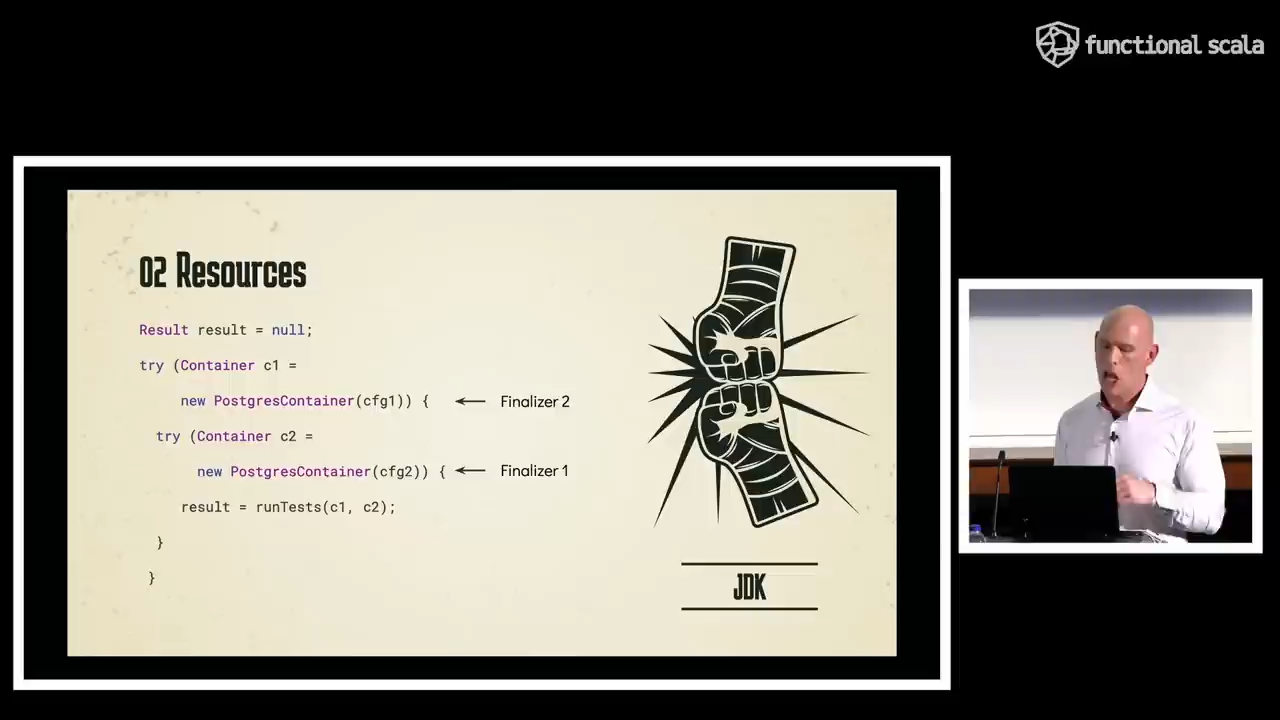 functional scala
02 Resources
Result result = null;
try (Container c1 =
new PostgresContainer(cfg1)) { ← Finalizer 2
try (Container c2 =
new PostgresContainer(cfg2)) { ← Finalizer 1
result = runTests(c1, c2);
}
}
JDK